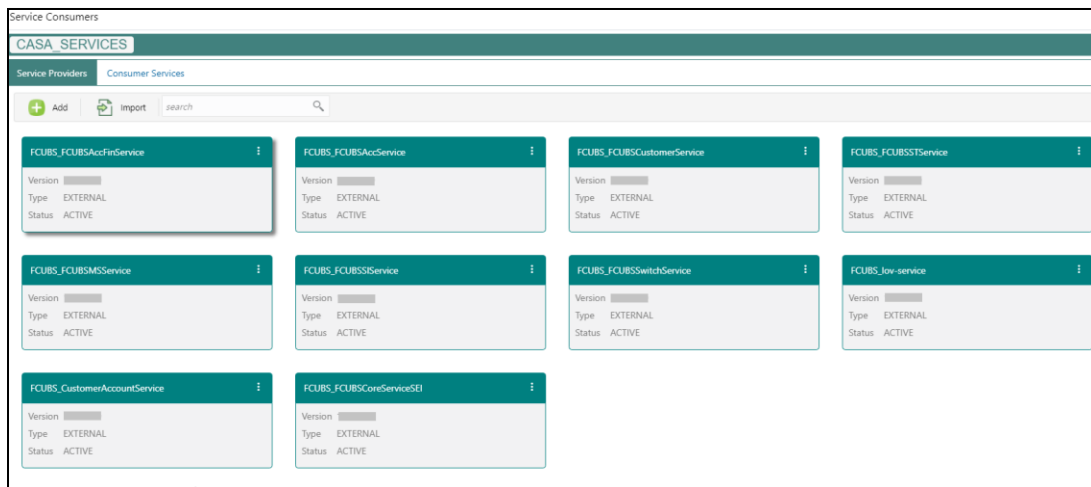 Service Consumers
CASA_SERVICES
Service Providers Consumer Services
Add Import search
FCUBS_FCUBSAccFinService FCUBS_FCUBSAccService FCUBS_FCUBSCustomerService FCUBS_FCUBSSTService
Version Version Version Version
Type EXTERNAL Type EXTERNAL Type EXTERNAL Type EXTERNAL
Status ACTIVE Status ACTIVE Status ACTIVE Status ACTIVE
FCUBS_FCUBSMSService FCUBS_FCUBSSIService FCUBS_FCUBSSwitchService FCUBS_lov-service
Version Version Version Version
Type EXTERNAL Type EXTERNAL Type EXTERNAL Type EXTERNAL
Status ACTIVE Status ACTIVE Status ACTIVE Status ACTIVE
FCUBS_CustomerAccountService FCUBS_FCUBSCoreServiceSEI
Version Version
Type EXTERNAL Type EXTERNAL
Status ACTIVE Status ACTIVE